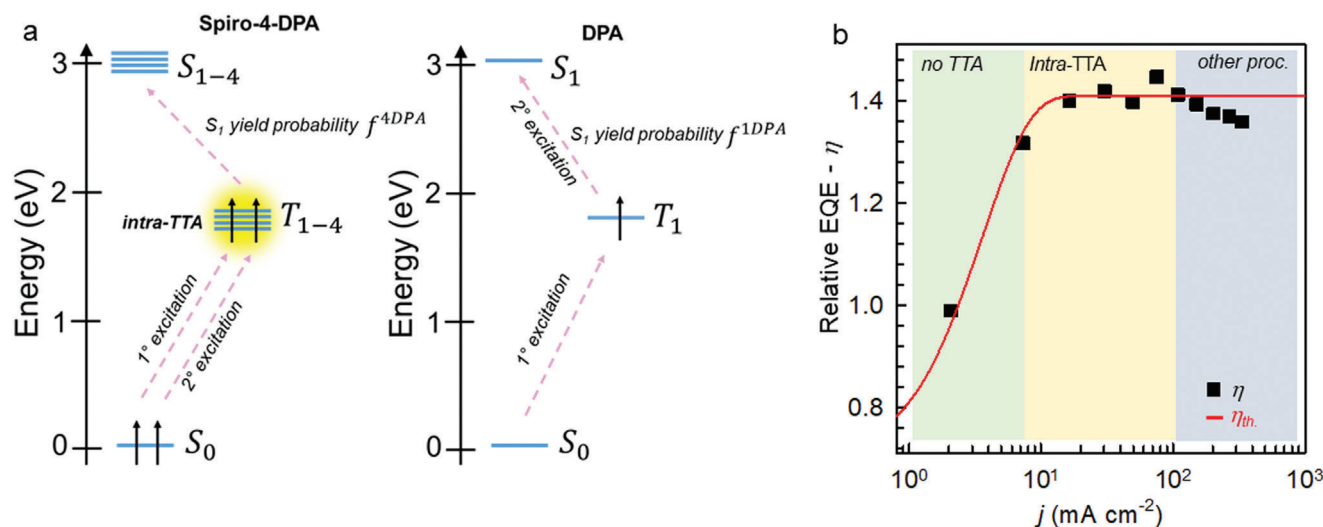 a
Spiro-4-DPA
Energy (eV)
3
2
1
0
S₁₋₄
S₁ yield probability f⁴ᴰᴾᴬ
intra-TTA
T₁₋₄
1° excitation
2° excitation
S₀
DPA
Energy (eV)
3
2
1
0
S₁
2° excitation
S₁ yield probability f¹ᴰᴾᴬ
T₁
1° excitation
S₀
b
no TTA
Intra-TTA
other proc.
Relative EQE - η
1.4
1.2
1.0
0.8
η
ηth.
10⁰
10¹
10²
10³
j (mA cm⁻²)